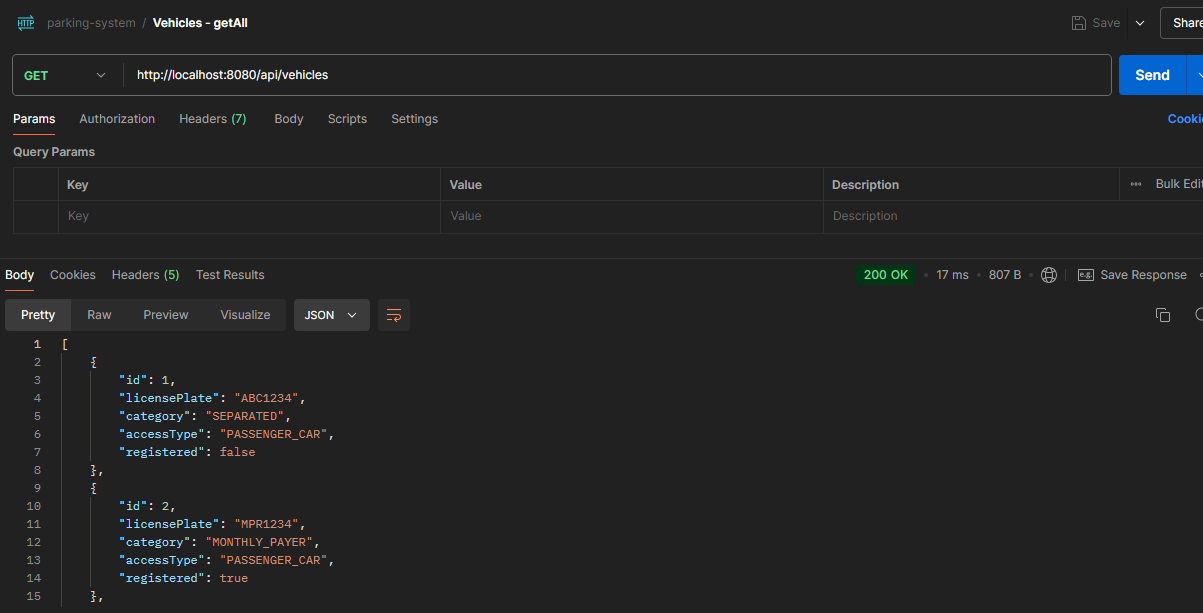 HTTP parking-system / Vehicles - getAll Save Share
GET http://localhost:8080/api/vehicles Send
Params Authorization Headers (7) Body Scripts Settings Cooki
Query Params
Key Value Description Bulk Edit
Key Value Description
Body Cookies Headers (5) Test Results 200 OK 17 ms 807 B e.g. Save Response
Pretty Raw Preview Visualize JSON
1 [
2 {
3 "id": 1,
4 "licensePlate": "ABC1234",
5 "category": "SEPARATED",
6 "accessType": "PASSENGER_CAR",
7 "registered": false
8 },
9 {
10 "id": 2,
11 "licensePlate": "MPR1234",
12 "category": "MONTHLY_PAYER",
13 "accessType": "PASSENGER_CAR",
14 "registered": true
15 },